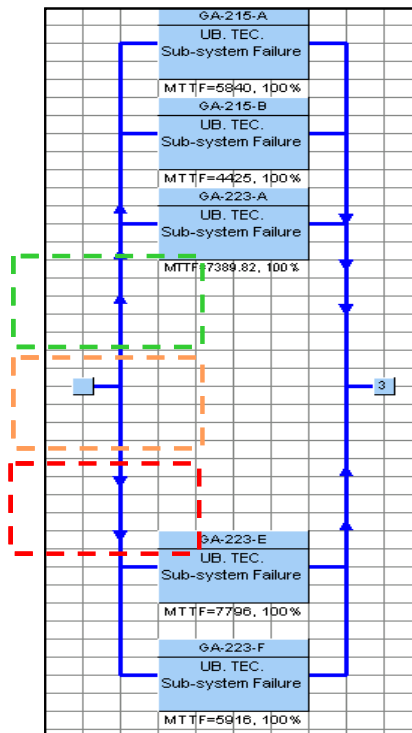 GA-215-A
UB. TEC.
Sub-system Failure
MTTF=5840, 100%
GA-215-B
UB. TEC.
Sub-system Failure
MTTF=4425, 100%
GA-223-A
UB. TEC.
Sub-system Failure
MTTF=7389.82, 100%
3
GA-223-E
UB. TEC.
Sub-system Failure
MTTF=7796, 100%
GA-223-F
UB. TEC.
Sub-system Failure
MTTF=5916, 100%